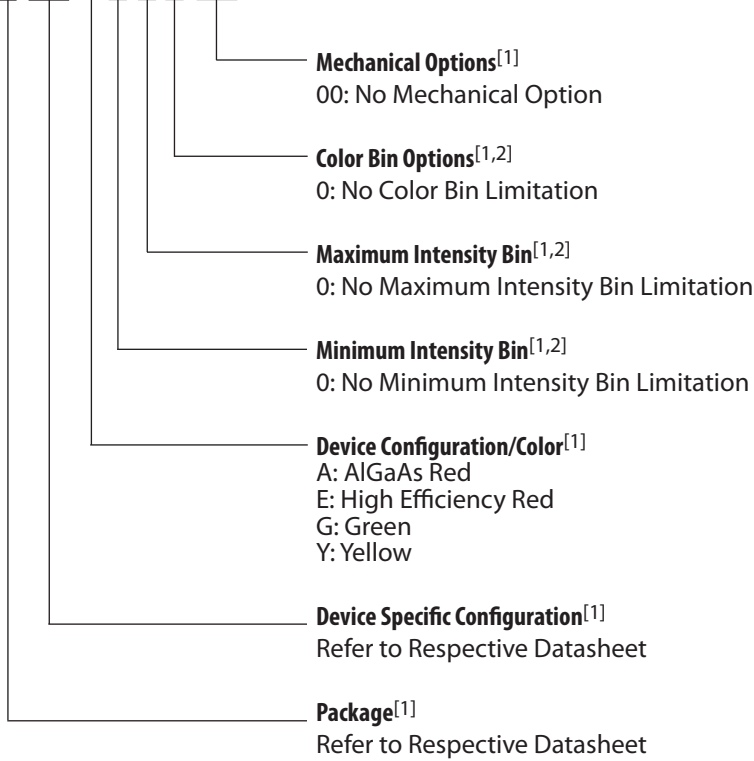 Mechanical Options[1]
00: No Mechanical Option
Color Bin Options[1,2]
0: No Color Bin Limitation
Maximum Intensity Bin[1,2]
0: No Maximum Intensity Bin Limitation
Minimum Intensity Bin[1,2]
0: No Minimum Intensity Bin Limitation
Device Configuration/Color[1]
A: AlGaAs Red
E: High Efficiency Red
G: Green
Y: Yellow
Device Specific Configuration[1]
Refer to Respective Datasheet
Package[1]
Refer to Respective Datasheet